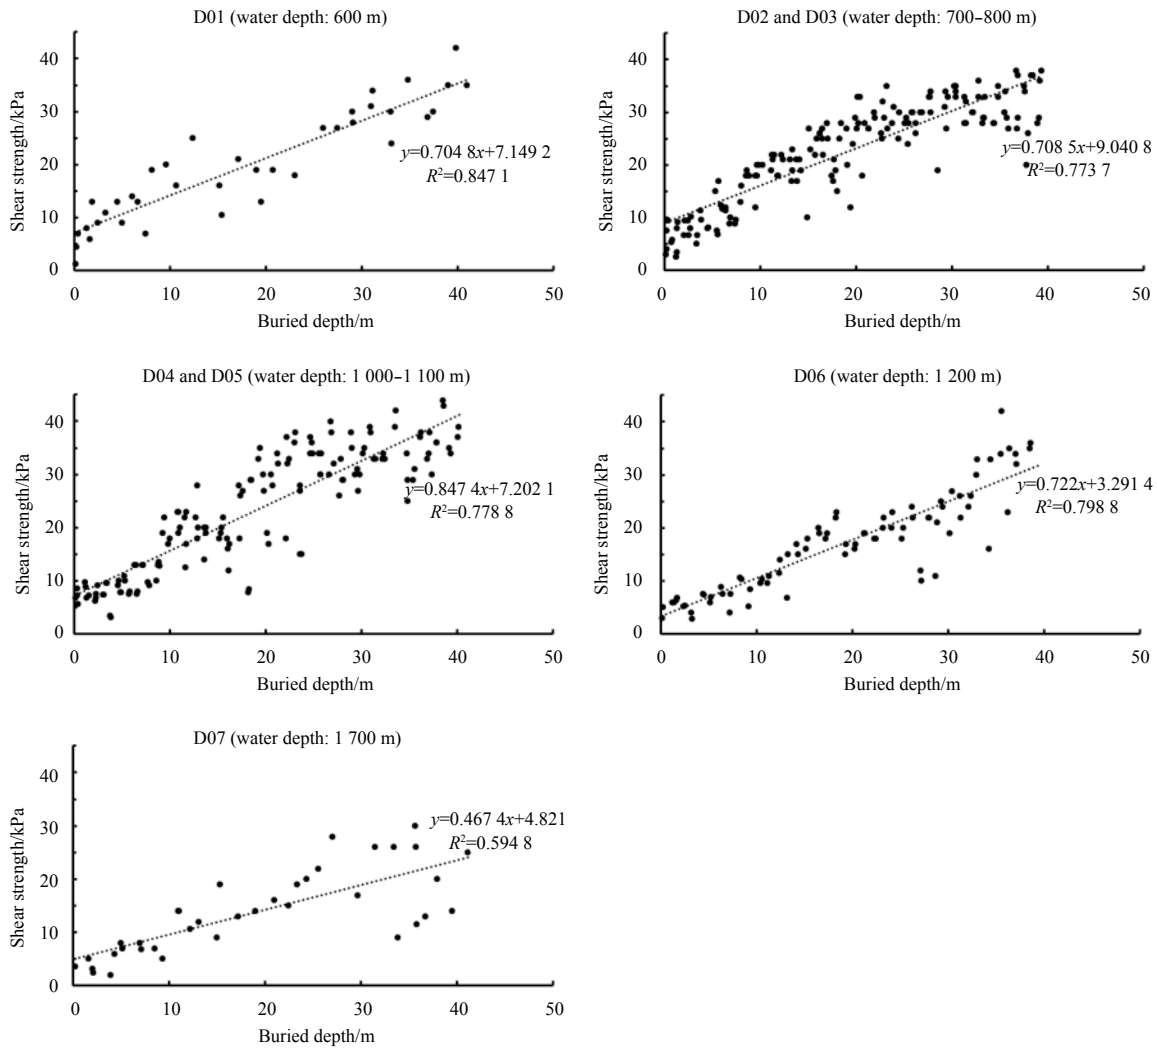 D01 (water depth: 600 m)
Shear strength/kPa
40
30
20
10
0
y=0.704 8x+7.149 2
R²=0.847 1
0 10 20 30 40 50
Buried depth/m
D02 and D03 (water depth: 700–800 m)
Shear strength/kPa
40
30
20
10
0
y=0.708 5x+9.040 8
R²=0.773 7
0 10 20 30 40 50
Buried depth/m
D04 and D05 (water depth: 1 000–1 100 m)
Shear strength/kPa
40
30
20
10
0
y=0.847 4x+7.202 1
R²=0.778 8
0 10 20 30 40 50
Buried depth/m
D06 (water depth: 1 200 m)
Shear strength/kPa
40
30
20
10
0
y=0.722x+3.291 4
R²=0.798 8
0 10 20 30 40 50
Buried depth/m
D07 (water depth: 1 700 m)
Shear strength/kPa
40
30
20
10
0
y=0.467 4x+4.821
R²=0.594 8
0 10 20 30 40 50
Buried depth/m